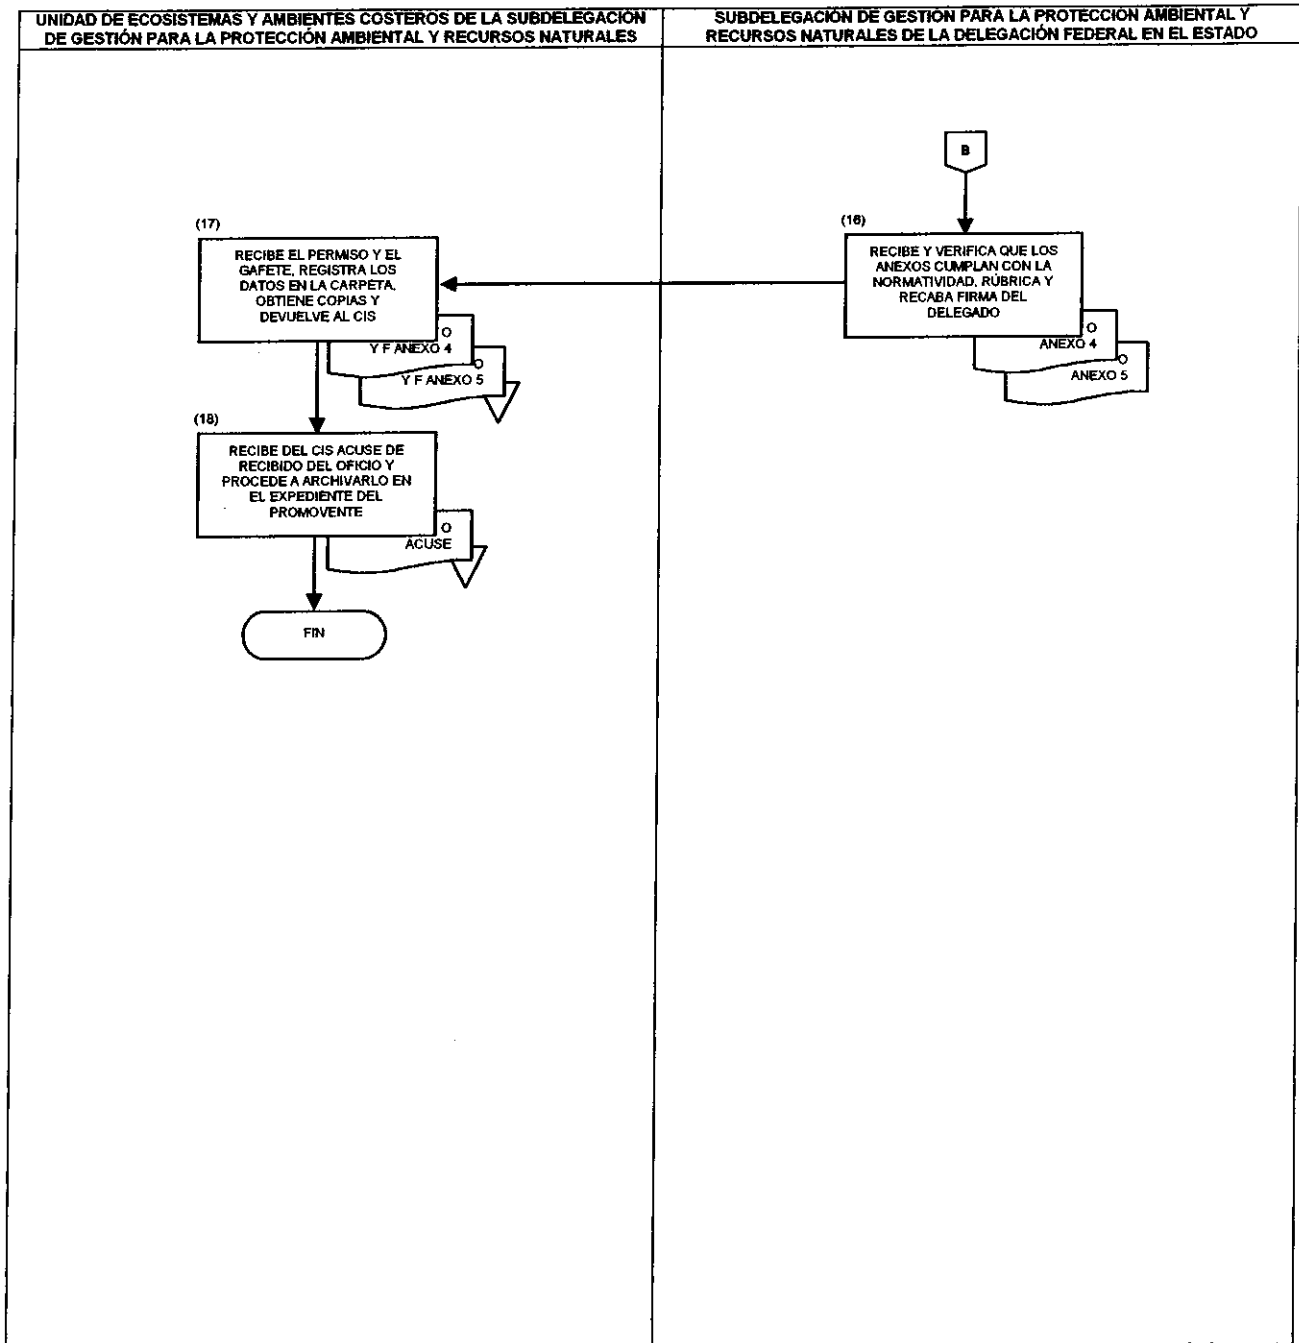 UNIDAD DE ECOSISTEMAS Y AMBIENTES COSTEROS DE LA SUBDELEGACIÓN
DE GESTIÓN PARA LA PROTECCIÓN AMBIENTAL Y RECURSOS NATURALES
SUBDELEGACIÓN DE GESTIÓN PARA LA PROTECCIÓN AMBIENTAL Y
RECURSOS NATURALES DE LA DELEGACIÓN FEDERAL EN EL ESTADO
B
(16)
RECIBE Y VERIFICA QUE LOS
ANEXOS CUMPLAN CON LA
NORMATIVIDAD, RÚBRICA Y
RECABA FIRMA DEL
DELEGADO
O
ANEXO 4
O
ANEXO 5
(17)
RECIBE EL PERMISO Y EL
GAFETE, REGISTRA LOS
DATOS EN LA CARPETA,
OBTIENE COPIAS Y
DEVUELVE AL CIS
O
Y F ANEXO 4
O
Y F ANEXO 5
(18)
RECIBE DEL CIS ACUSE DE
RECIBIDO DEL OFICIO Y
PROCEDE A ARCHIVARLO EN
EL EXPEDIENTE DEL
PROMOVENTE
O
ACUSE
FIN